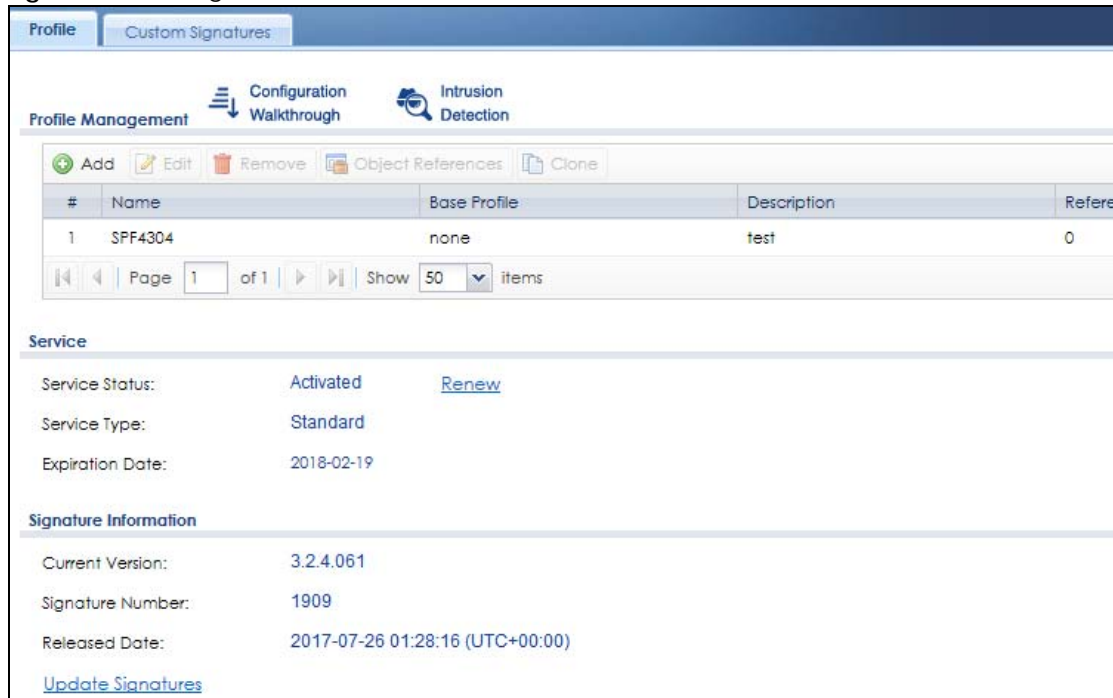 Profile Custom Signatures
Profile Management Configuration Walkthrough Intrusion Detection
Add Edit Remove Object References Clone
# Name Base Profile Description Refere
1 SPF4304 none test 0
Page 1 of 1 Show 50 items
Service
Service Status: Activated Renew
Service Type: Standard
Expiration Date: 2018-02-19
Signature Information
Current Version: 3.2.4.061
Signature Number: 1909
Released Date: 2017-07-26 01:28:16 (UTC+00:00)
Update Signatures